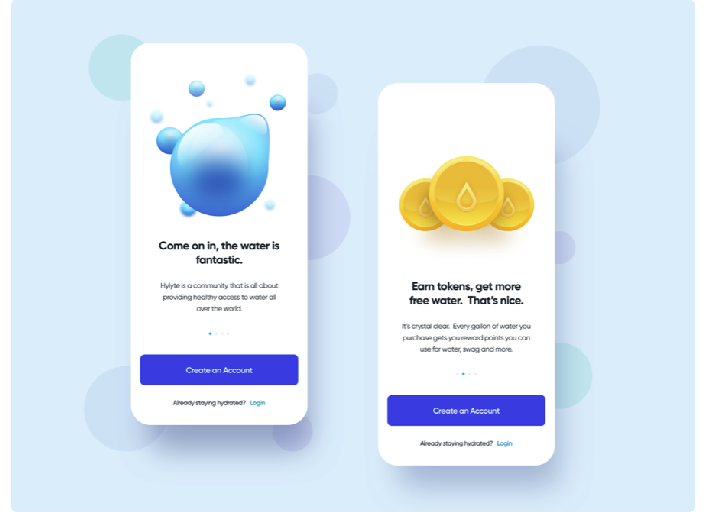 Come on in, the water is
fantastic.
Hylyte is a community that is all about
providing healthy access to water all
over the world.
Create an Account
Already staying hydrated? Login
Earn tokens, get more
free water. That's nice.
It's crystal clear. Every gallon of water you
purchase gets you reward points you can
use for water, swag and more.
Create an Account
Already staying hydrated? Login